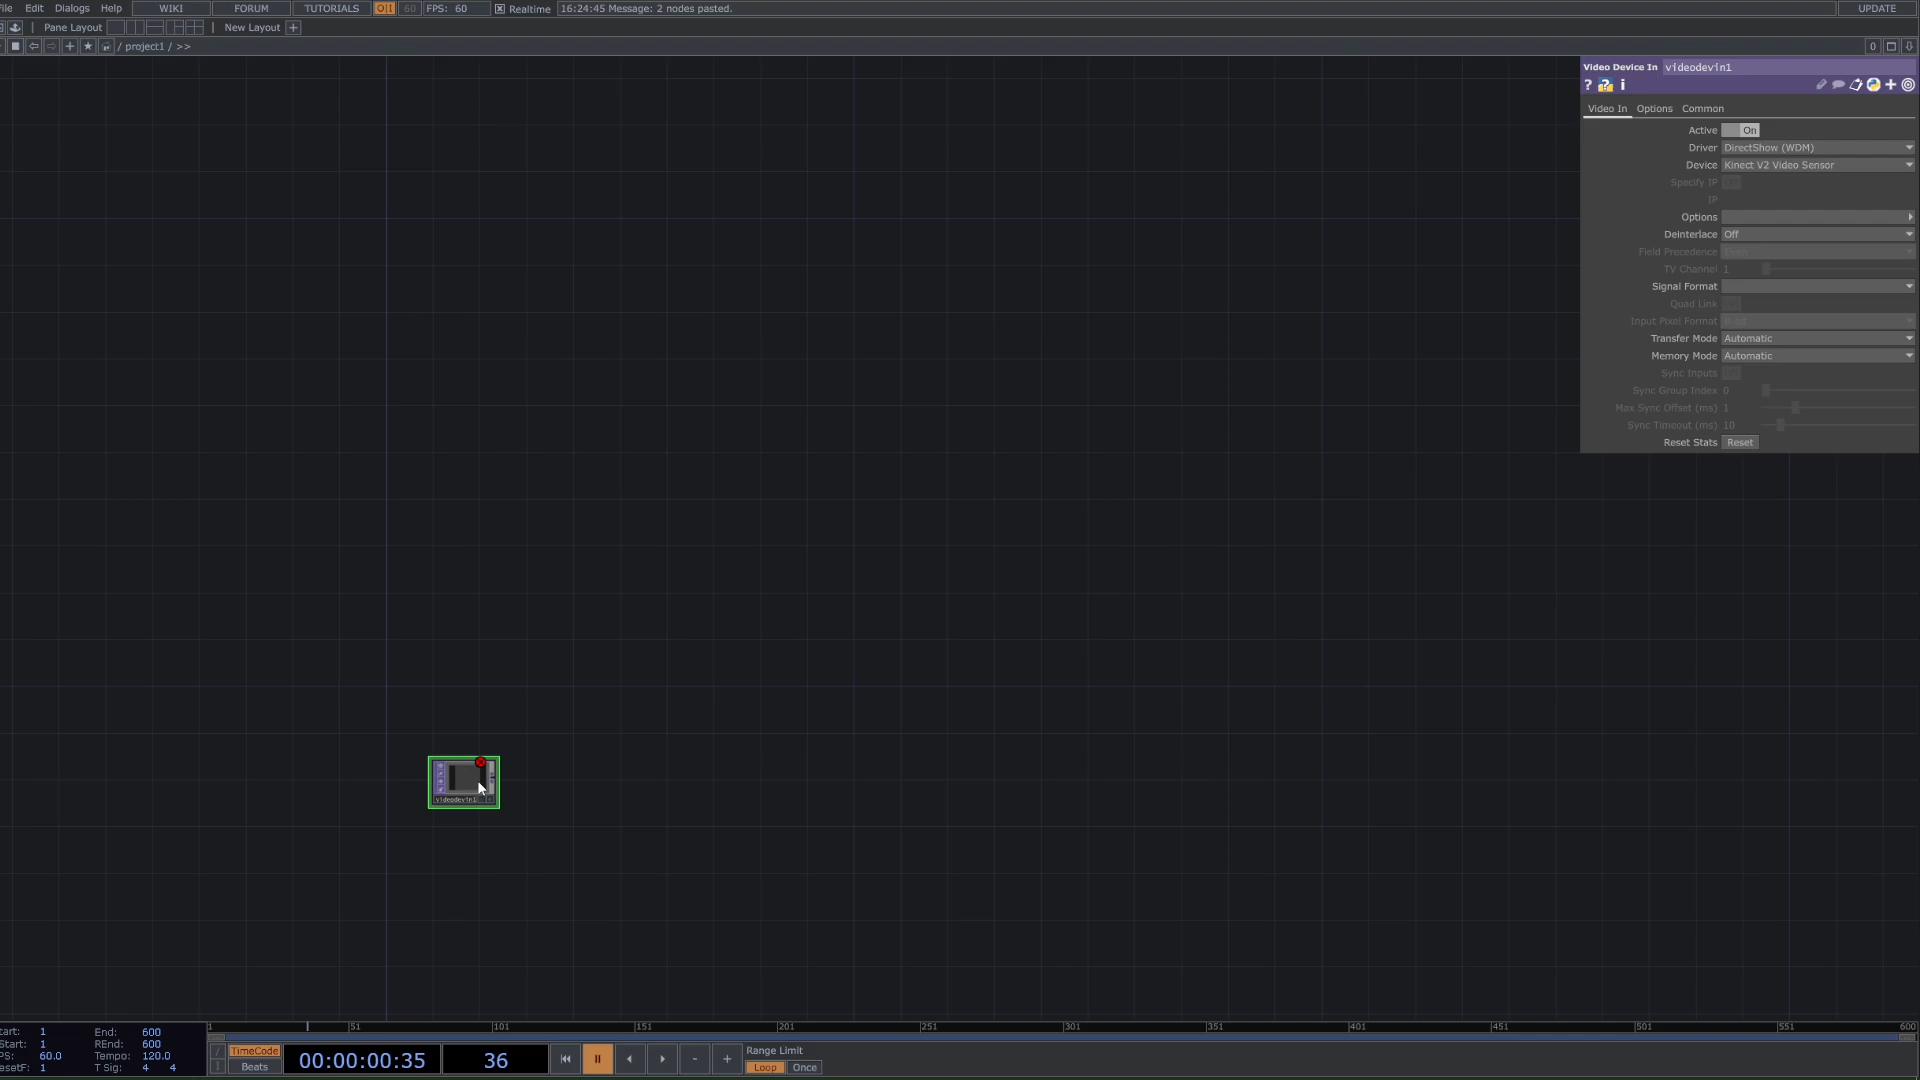 File Edit Dialogs Help WIKI FORUM TUTORIALS O|I 60 FPS: 60 Realtime 16:24:45 Message: 2 nodes pasted. UPDATE
Pane Layout New Layout +
/ project1 / >> 0
Video Device In videodevin1
? ? i
Video In Options Common
Active On
Driver DirectShow (WDM)
Device Kinect V2 Video Sensor
Specify IP
IP
Options
Deinterlace Off
Field Precedence Even
TV Channel 1
Signal Format
Quad Link
Input Pixel Format
Transfer Mode Automatic
Memory Mode Automatic
Sync Inputs
Sync Group Index 0
Max Sync Offset (ms) 1
Sync Timeout (ms) 10
Reset Stats Reset
videodevin1
1 51 101 151 201 251 301 351 401 451 501 551 600
tart: 1 End: 600
Start: 1 REnd: 600
PS: 60.0 Tempo: 120.0
esetF: 1 T Sig: 4 4
TimeCode
Beats
00:00:00:35 36
- +
Range Limit
Loop Once